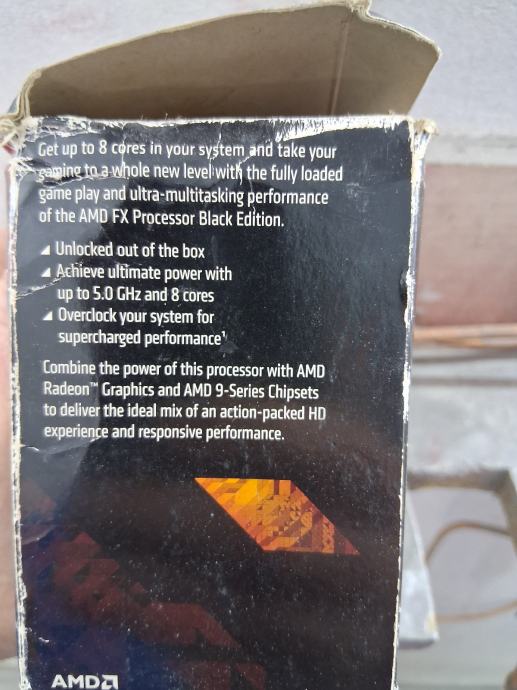 Get up to 8 cores in your system and take your
gaming to a whole new level with the fully loaded
game play and ultra-multitasking performance
of the AMD FX Processor Black Edition.
Unlocked out of the box
Achieve ultimate power with
up to 5.0 GHz and 8 cores
Overclock your system for
supercharged performance¹
Combine the power of this processor with AMD
Radeon™ Graphics and AMD 9-Series Chipsets
to deliver the ideal mix of an action-packed HD
experience and responsive performance.
AMD